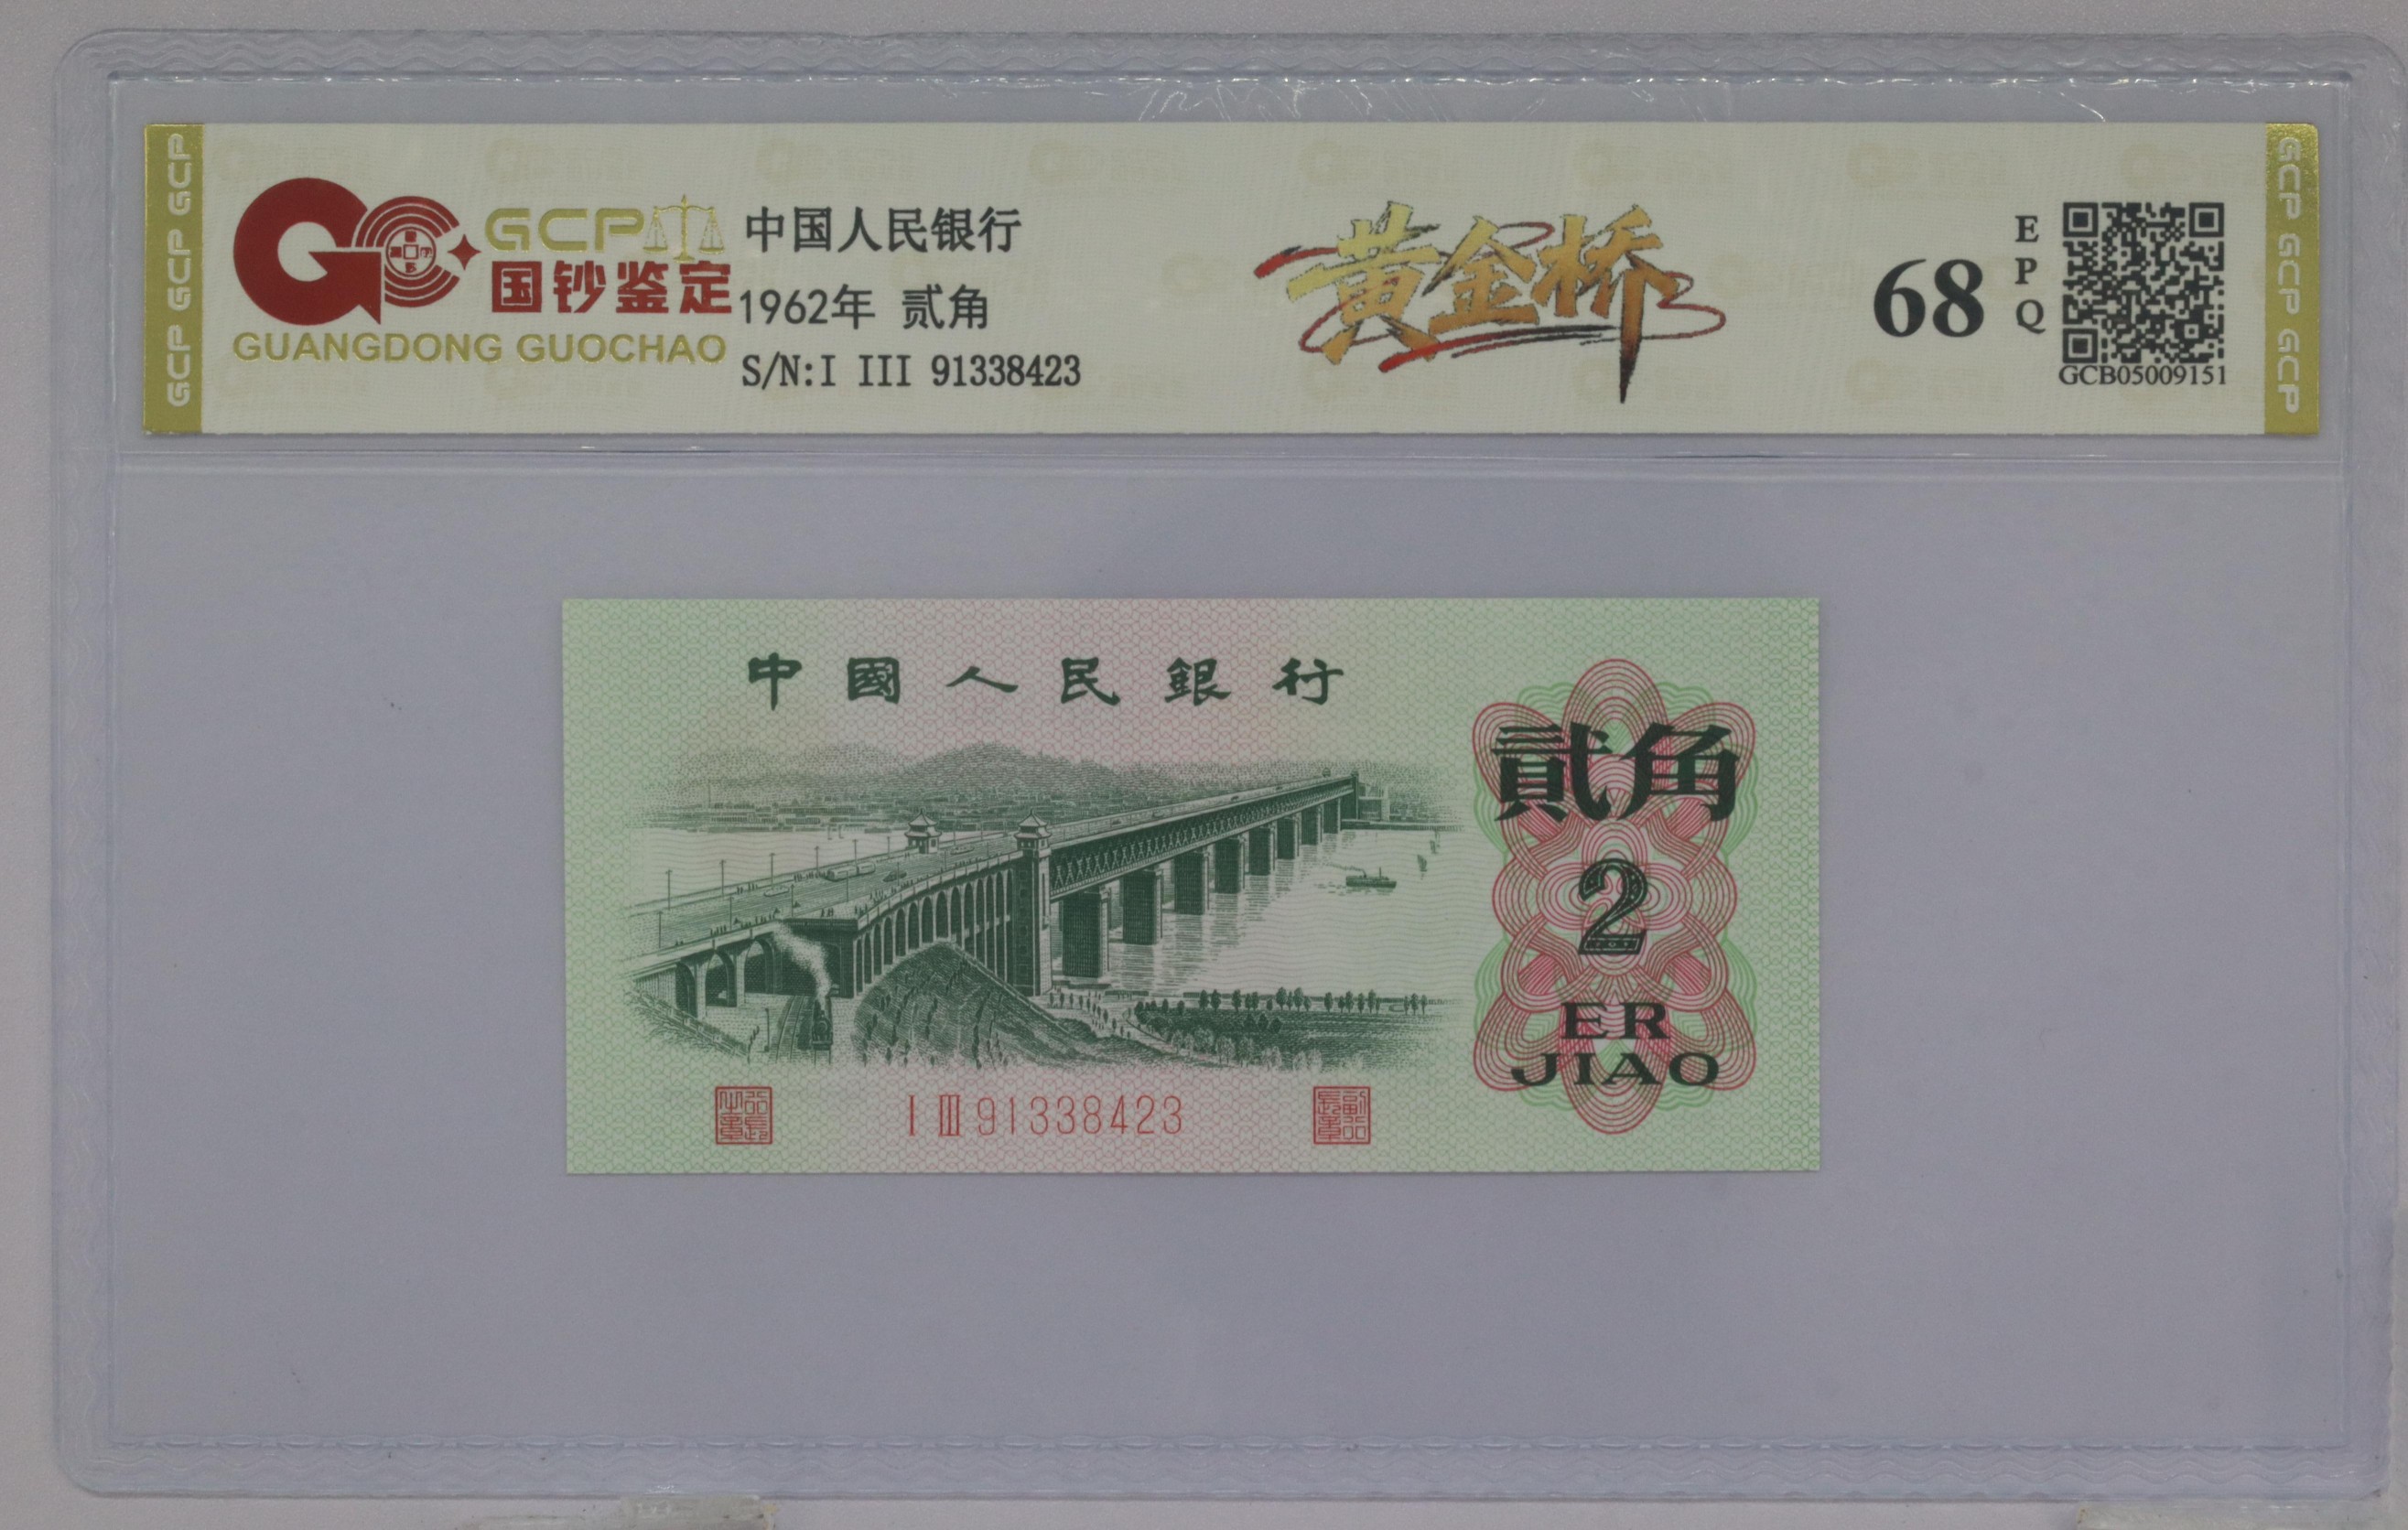 GCP GCP GCP
GCP
国钞鉴定
GUANGDONG GUOCHAO
中国人民银行
1962年 贰角
S/N:I III 91338423
黄金桥
68
EPQ
GCB05009151
GCP GCP GCP
中國人民銀行
貳角
2
ER
JIAO
I III 91338423